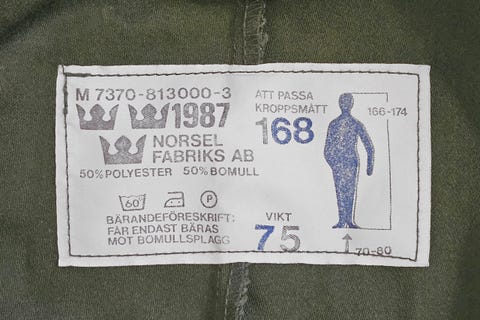 M 7370-813000-3
1987
NORSEL
FABRIKS AB
50% POLYESTER 50% BOMULL
60 P
BÄRANDEFÖRESKRIFT:
FÅR ENDAST BÄRAS
MOT BOMULLSPLAGG
ATT PASSA
KROPPSMÅTT
168
166-174
VIKT
75
70-80